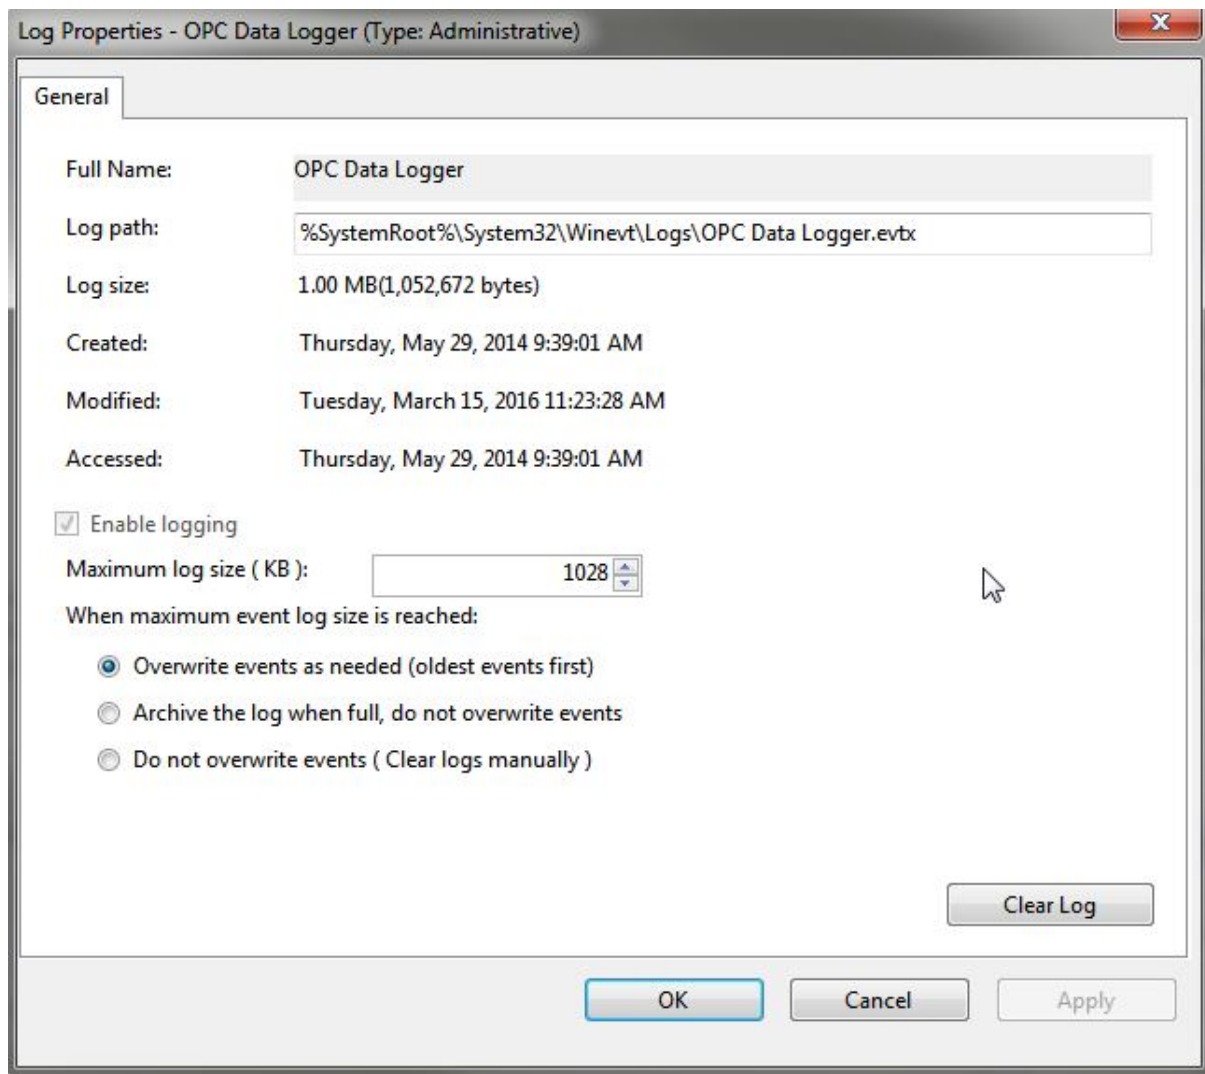 Log Properties - OPC Data Logger (Type: Administrative)
General
Full Name: OPC Data Logger
Log path: %SystemRoot%\System32\Winevt\Logs\OPC Data Logger.evtx
Log size: 1.00 MB(1,052,672 bytes)
Created: Thursday, May 29, 2014 9:39:01 AM
Modified: Tuesday, March 15, 2016 11:23:28 AM
Accessed: Thursday, May 29, 2014 9:39:01 AM
Enable logging
Maximum log size ( KB ): 1028
When maximum event log size is reached:
Overwrite events as needed (oldest events first)
Archive the log when full, do not overwrite events
Do not overwrite events ( Clear logs manually )
Clear Log
OK Cancel Apply